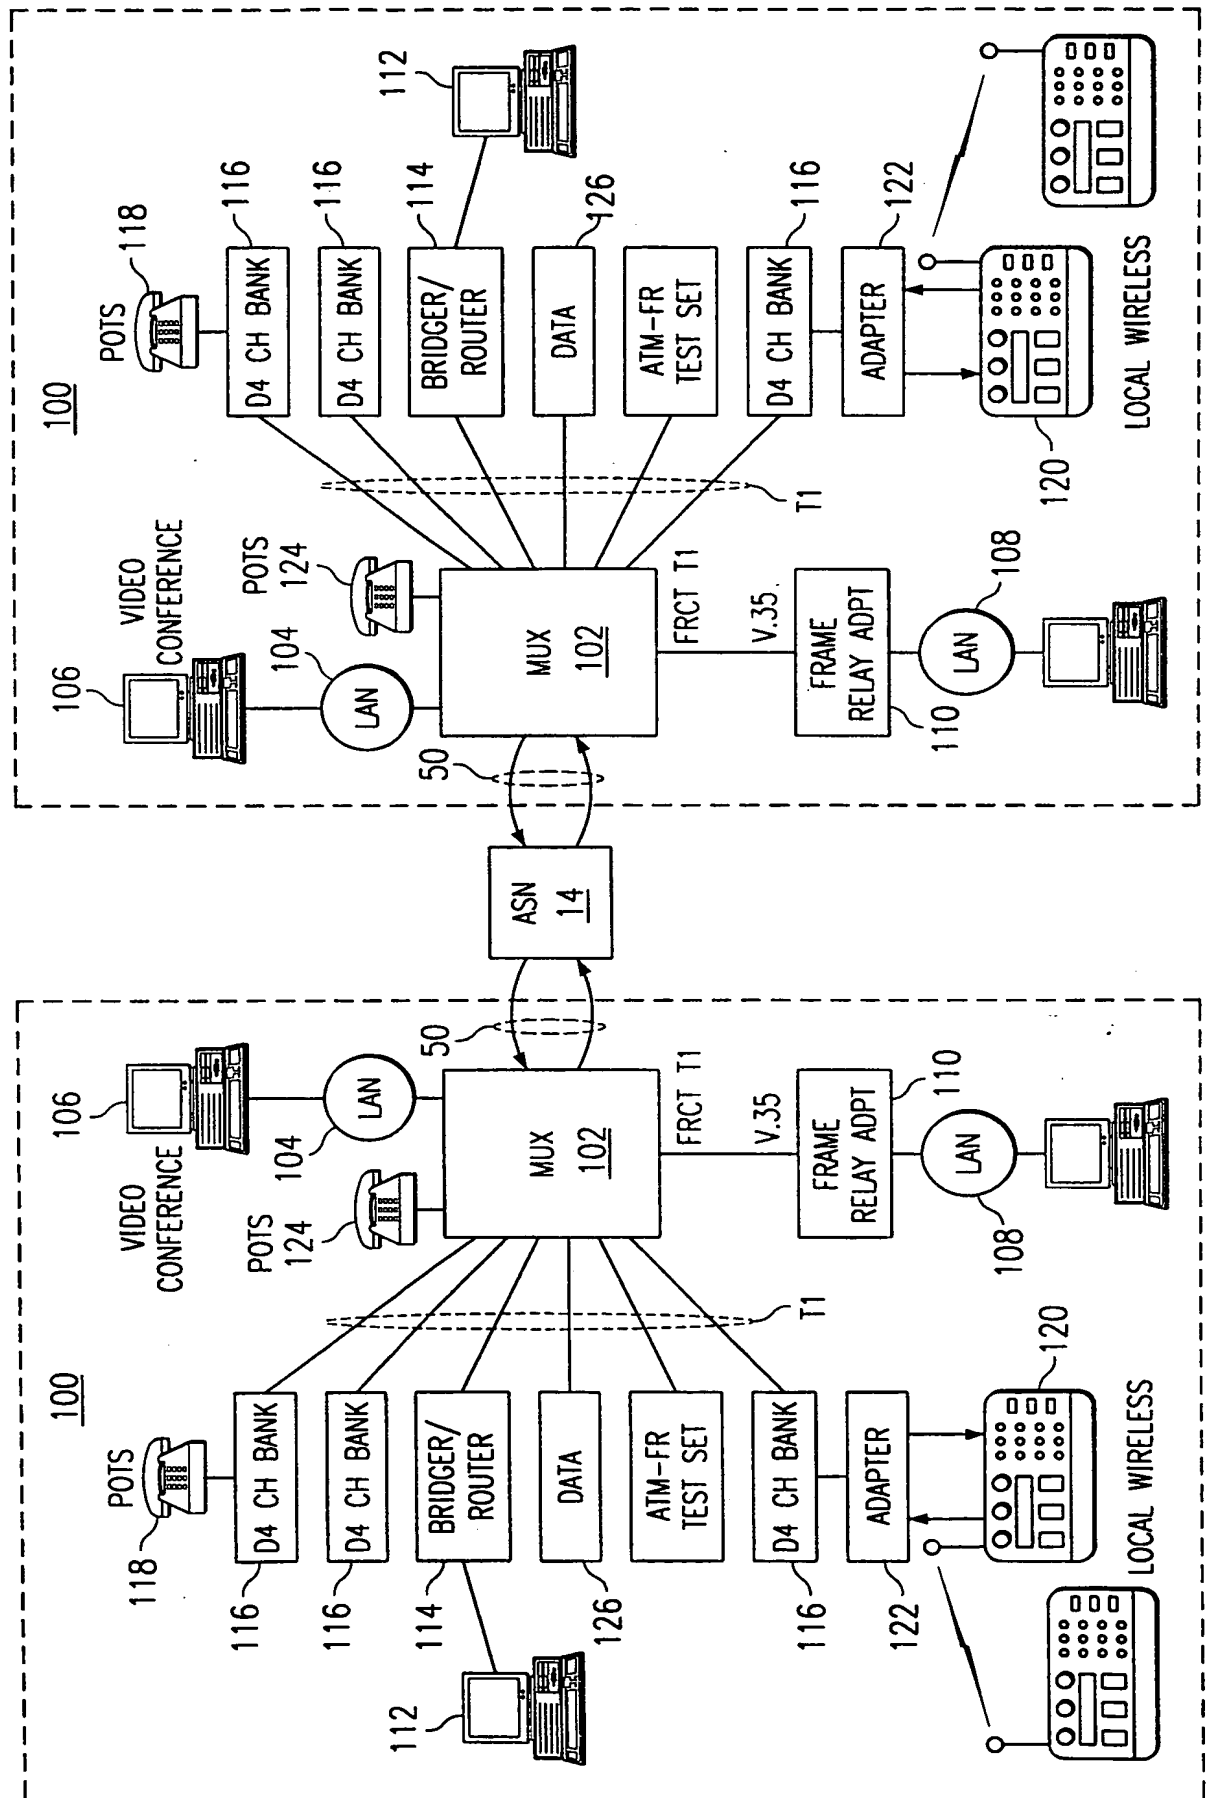 100
POTS
118
116
D4 CH BANK
116
D4 CH BANK
114
BRIDGER/
ROUTER
112
126
DATA
ATM-FR
TEST SET
116
D4 CH BANK
122
ADAPTER
120
LOCAL WIRELESS
T1
VIDEO
CONFERENCE
106
104
LAN
POTS
124
MUX
102
50
FRCT T1
V.35
FRAME
RELAY ADPT
110
LAN
108
ASN
14
100
VIDEO
CONFERENCE
106
104
LAN
POTS
124
MUX
102
50
FRCT T1
V.35.
FRAME
RELAY ADPT
110
LAN
108
T1
POTS
118
D4 CH BANK
116
D4 CH BANK
116
BRIDGER/
ROUTER
114
112
DATA
126
ATM-FR
TEST SET
D4 CH BANK
116
ADAPTER
122
120
LOCAL WIRELESS